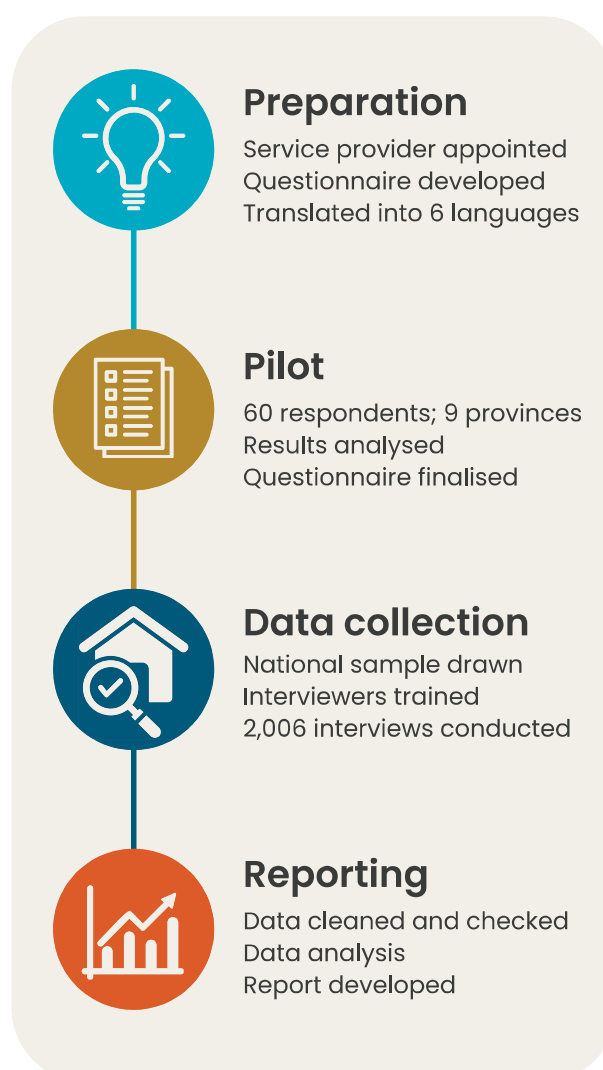 Preparation
Service provider appointed
Questionnaire developed
Translated into 6 languages
Pilot
60 respondents; 9 provinces
Results analysed
Questionnaire finalised
Data collection
National sample drawn
Interviewers trained
2,006 interviews conducted
Reporting
Data cleaned and checked
Data analysis
Report developed